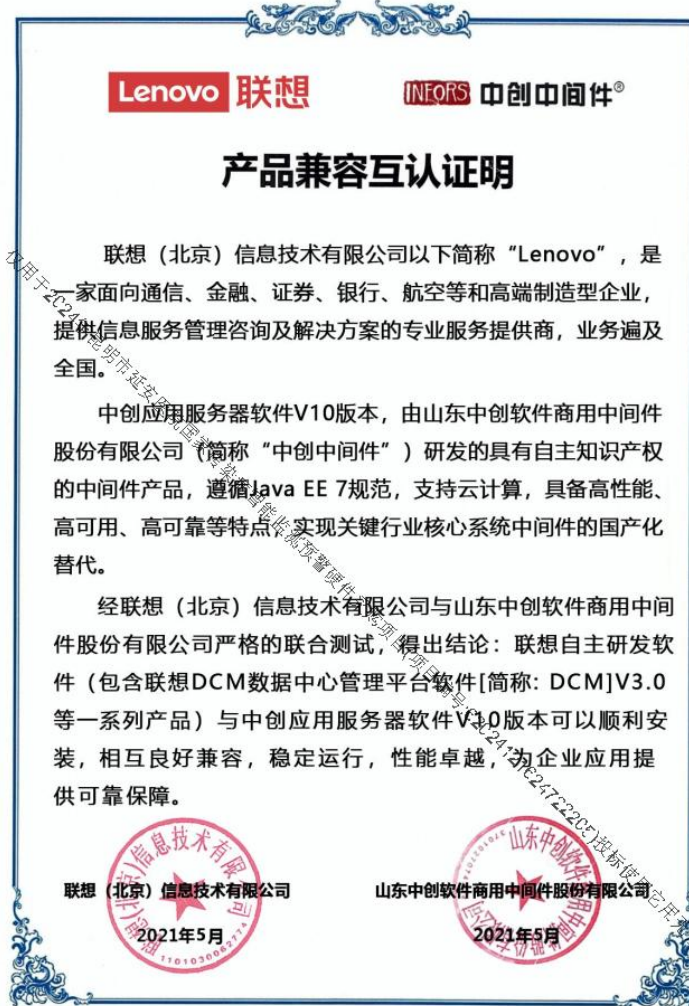 Lenovo 联想
INFORS 中创中间件®
产品兼容互认证明
联想（北京）信息技术有限公司以下简称“Lenovo”，是
一家面向通信、金融、证券、银行、航空等和高端制造型企业，
提供信息服务管理咨询及解决方案的专业服务提供商，业务遍及
全国。
中创应用服务器软件V10版本，由山东中创软件商用中间件
股份有限公司（简称“中创中间件”）研发的具有自主知识产权
的中间件产品，遵循Java EE 7规范，支持云计算，具备高性能、
高可用、高可靠等特点，实现关键行业核心系统中间件的国产化
替代。
经联想（北京）信息技术有限公司与山东中创软件商用中间
件股份有限公司严格的联合测试，得出结论：联想自主研发软
件（包含联想DCM数据中心管理平台软件[简称: DCM]V3.0
等一系列产品）与中创应用服务器软件V10版本可以顺利安
装，相互良好兼容，稳定运行，性能卓越，为企业应用提
供可靠保障。
联想（北京）信息技术有限公司
2021年5月
山东中创软件商用中间件股份有限公司
2021年5月